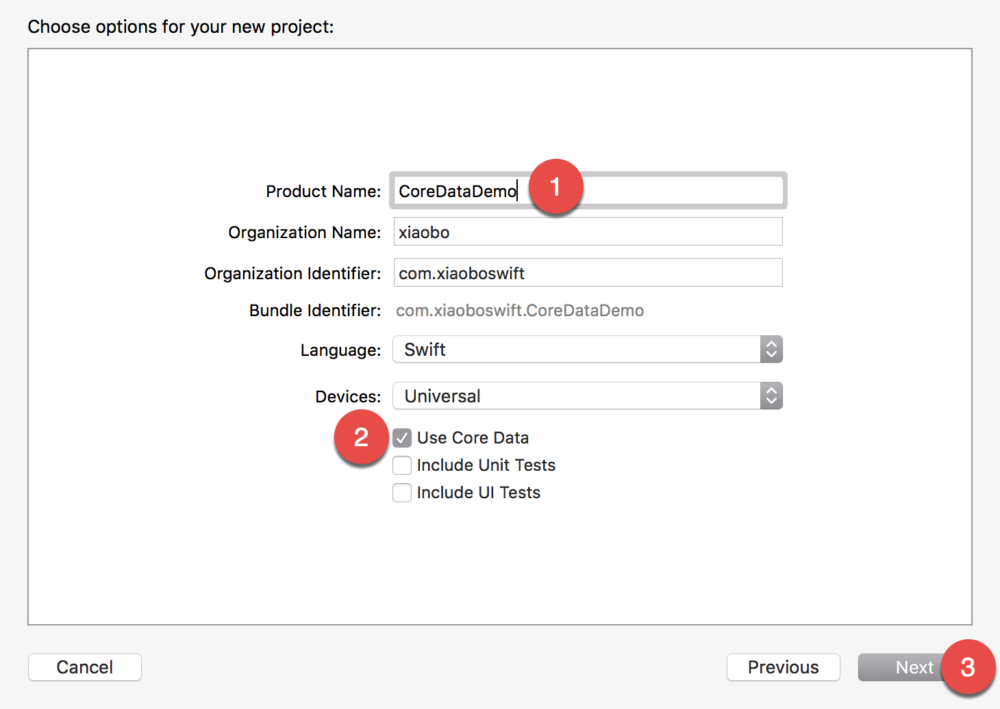 Choose options for your new project:
Product Name: CoreDataDemo 1
Organization Name: xiaobo
Organization Identifier: com.xiaoboswift
Bundle Identifier: com.xiaoboswift.CoreDataDemo
Language: Swift
Devices: Universal
2 Use Core Data
Include Unit Tests
Include UI Tests
Cancel Previous Next 3